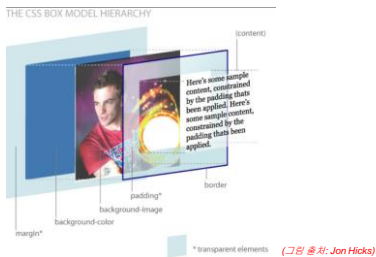 THE CSS BOX MODEL HIERARCHY
(content)
Here's some sample
content, constrained
by the padding thats
been applied. Here's
some sample content,
constrained by the
padding thats been
applied.
border
padding*
background-image
background-color
margin*
* transparent elements
(그림 출처: Jon Hicks)